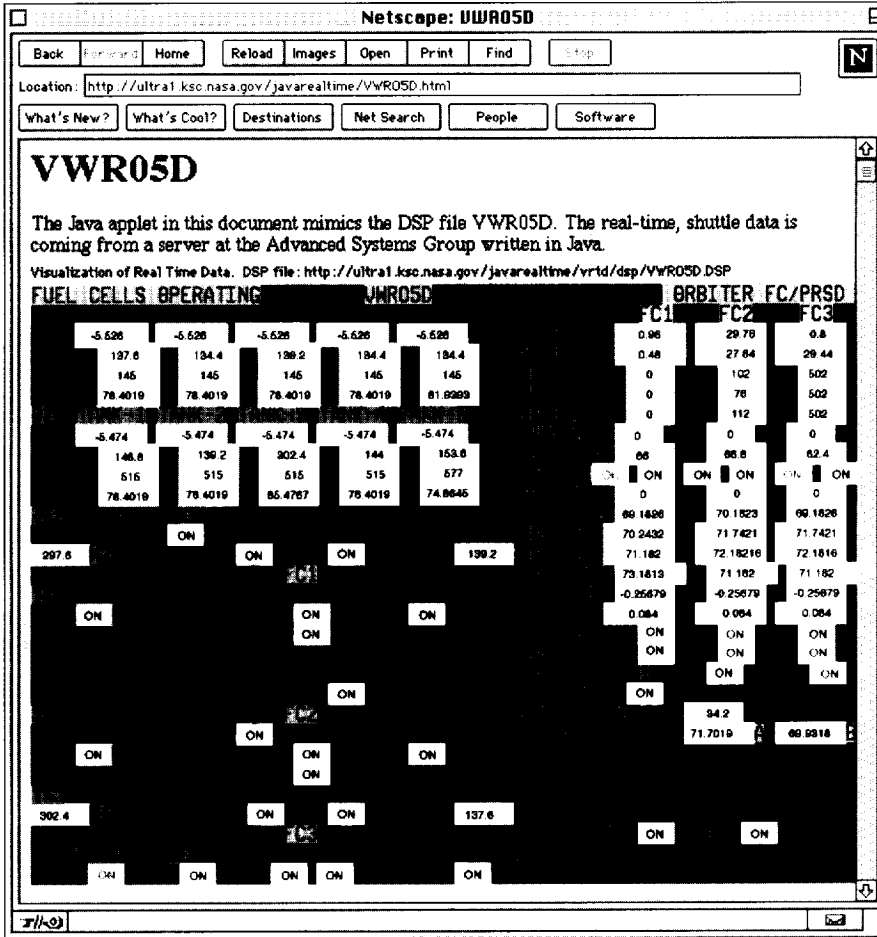 Netscape: VWR05D
Back Forward Home Reload Images Open Print Find Stop
N
Location: http://ultra1.ksc.nasa.gov/javarealtime/VWR05D.html
What's New? What's Cool? Destinations Net Search People Software
VWR05D
The Java applet in this document mimics the DSP file VWR05D. The real-time, shuttle data is
coming from a server at the Advanced Systems Group written in Java.
Visualization of Real Time Data. DSP file: http://ultra1.ksc.nasa.gov/javarealtime/vrtd/dsp/VWR05D.DSP
FUEL CELLS OPERATING VWR05D ORBITER FC/PRSD
FC1 FC2 FC3
-5.526 -5.526 -5.526 -5.526 -5.526 0.96 29.76 0.8
137.6 134.4 139.2 134.4 134.4 0.48 27.84 29.44
145 145 145 145 145 0 102 502
78.4019 78.4019 78.4019 78.4019 81.9393 0 76 502
0 112 502
-5.474 -5.474 -5.474 -5.474 -5.474 0 0 0
146.8 139.2 302.4 144 153.6 66 66.8 62.4
515 515 515 515 577 ON ON ON ON ON ON
78.4019 78.4019 85.4767 78.4019 74.8645 0 0 0
69.1826 70.1823 69.1826
ON 70.2432 71.7421 71.7421
297.6 ON ON 139.2 71.182 72.18216 72.1816
FC1 73.1813 71.182 71.182
-0.25679 -0.25679 -0.25679
ON ON ON 0.084 0.084 0.084
ON ON ON ON
ON ON ON
ON ON
ON ON
FC2 34.2
ON 71.7019 A 69.9318 B
ON ON ON
ON
302.4 ON ON 137.6
FC3 ON ON
ON ON ON ON ON